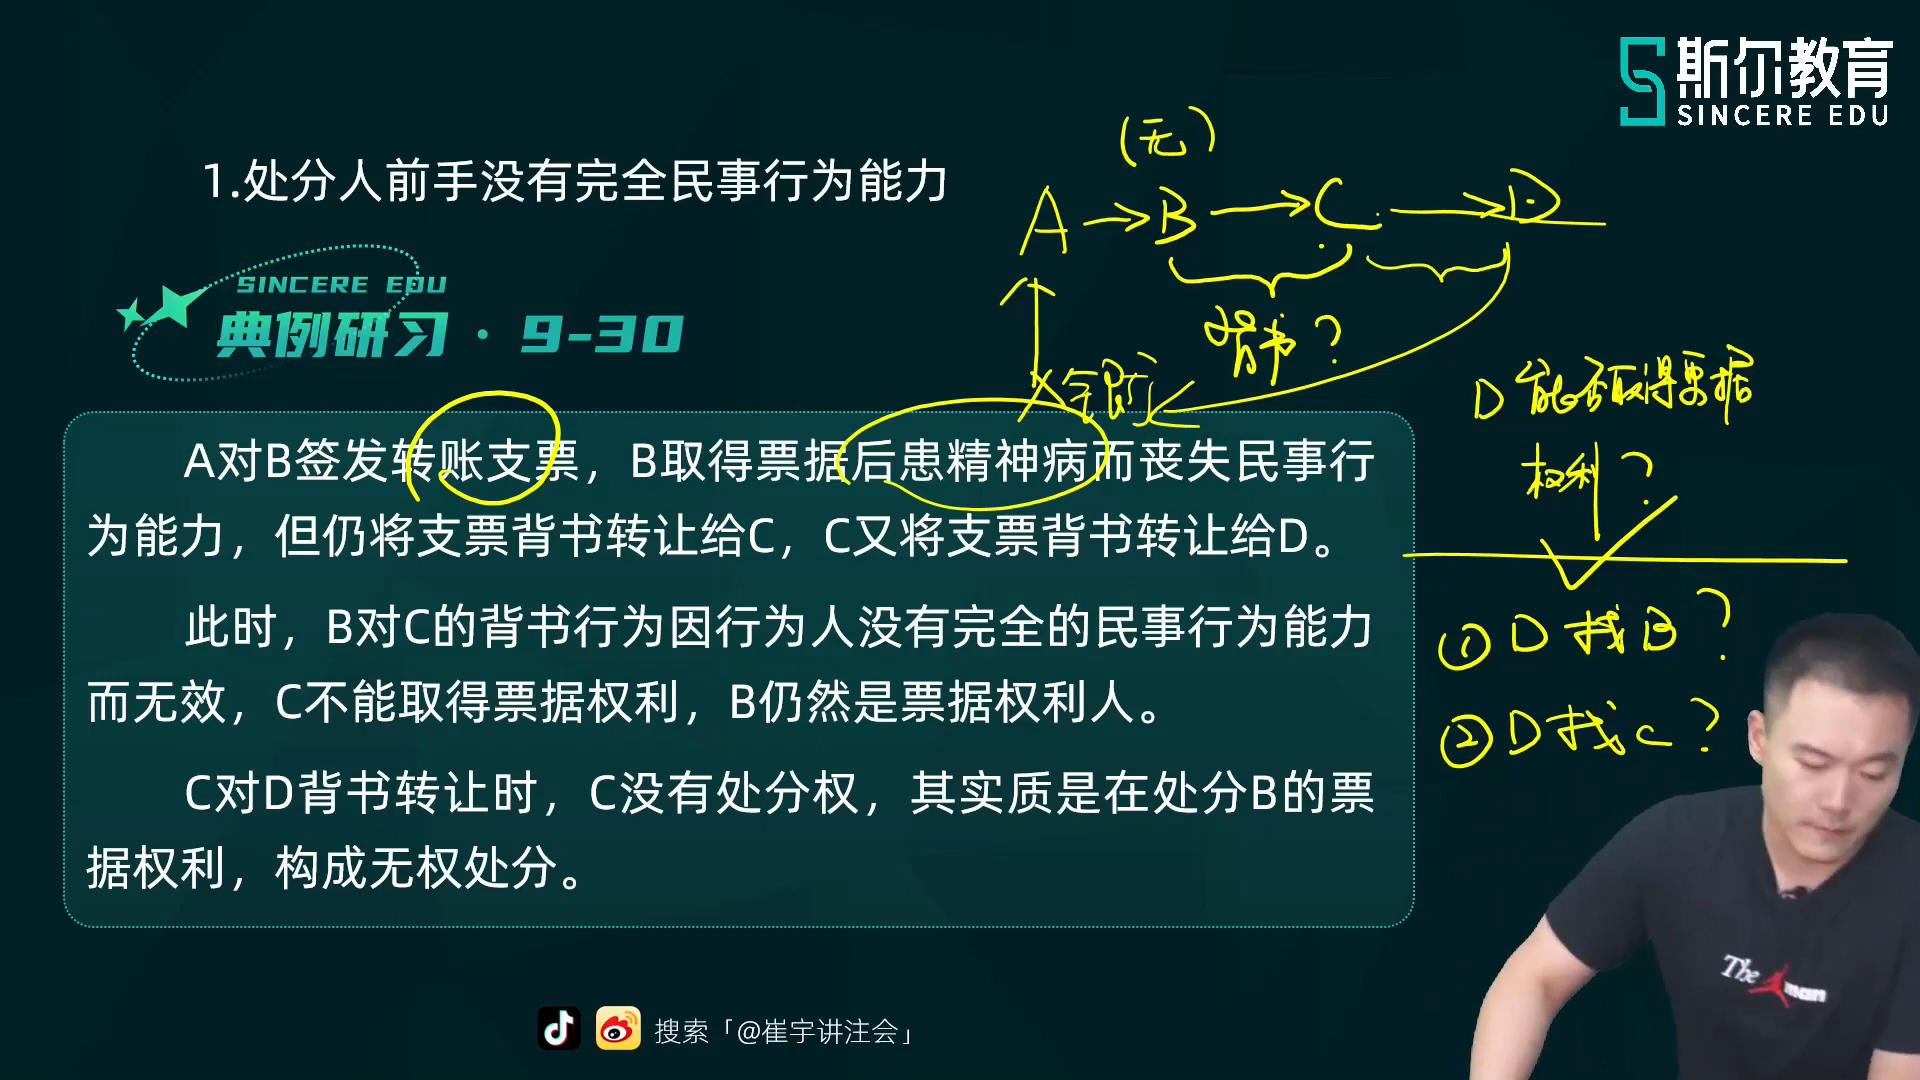 斯尔教育
SINCERE EDU
(无)
1.处分人前手没有完全民事行为能力
A → B → C → D
SINCERE EDU
典例研习·9-30
背书?
D能否取得票据
权利?
A对B签发转账支票，B取得票据后患精神病而丧失民事行
为能力，但仍将支票背书转让给C，C又将支票背书转让给D。
此时，B对C的背书行为因行为人没有完全的民事行为能力
而无效，C不能取得票据权利，B仍然是票据权利人。
C对D背书转让时，C没有处分权，其实质是在处分B的票
据权利，构成无权处分。
① D找B?
② D找C?
The man
搜索「@崔宇讲注会」